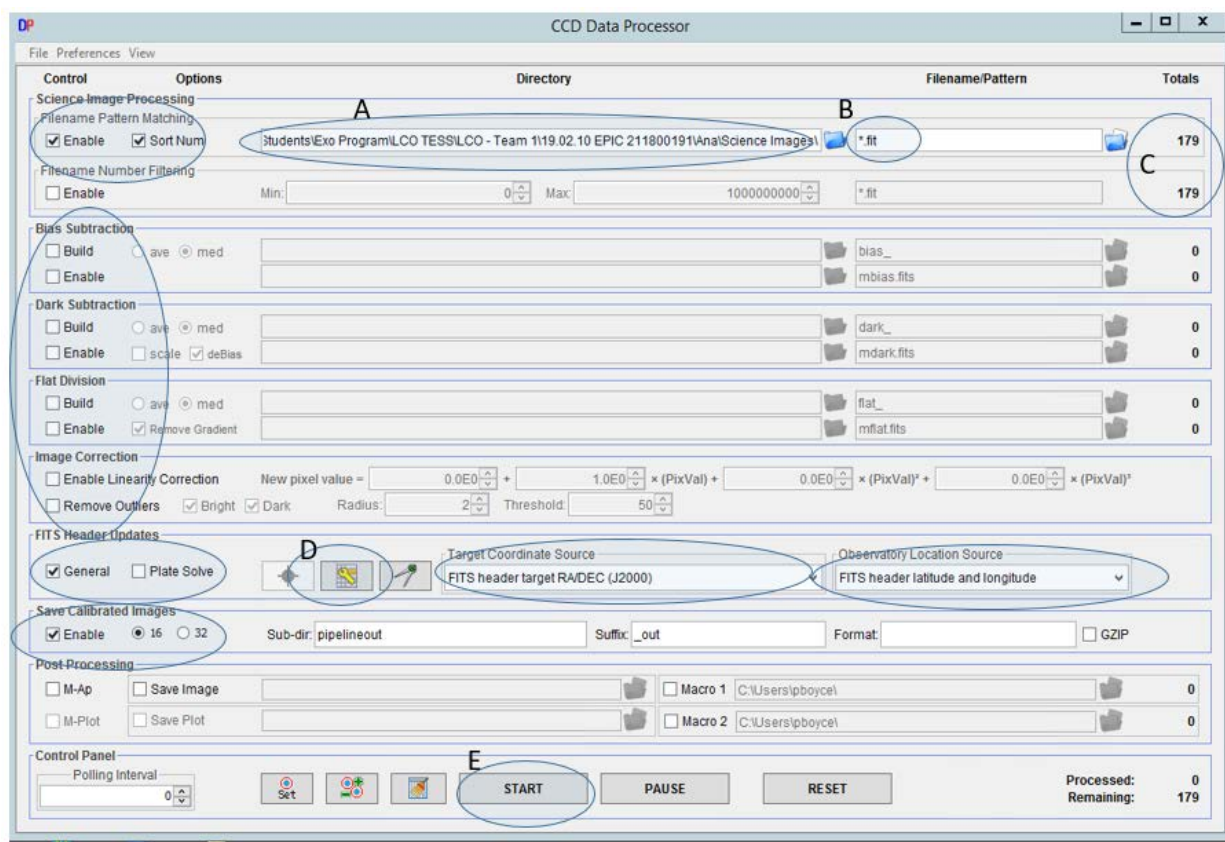 DP CCD Data Processor
File Preferences View
Control Options Directory Filename/Pattern Totals
Science Image Processing
A B
Filename Pattern Matching
Enable Sort Num Students\Exo Program\LCO TESS\LCO - Team 1\19.02.10 EPIC 211800191\Ana\Science Images\ *.fit 179
C
Filename Number Filtering
Enable Min: 0 Max: 1000000000 *.fit 179
Bias Subtraction
Build ave med bias_ 0
Enable mbias.fits 0
Dark Subtraction
Build ave med dark_ 0
Enable scale deBias mdark.fits 0
Flat Division
Build ave med flat_ 0
Enable Remove Gradient mflat.fits 0
Image Correction
Enable Linearity Correction New pixel value = 0.0E0 + 1.0E0 × (PixVal) + 0.0E0 × (PixVal)² + 0.0E0 × (PixVal)³
Remove Outliers Bright Dark Radius: 2 Threshold: 50
FITS Header Updates
D Target Coordinate Source Observatory Location Source
General Plate Solve FITS header target RA/DEC (J2000) FITS header latitude and longitude
Save Calibrated Images
Enable 16 32 Sub-dir: pipelineout Suffix: _out Format: GZIP
Post Processing
M-Ap Save Image Macro 1 C:\Users\pboyce\ 0
M-Plot Save Plot Macro 2 C:\Users\pboyce\ 0
Control Panel
E
Polling Interval
0 Set START PAUSE RESET Processed: 0
Remaining: 179